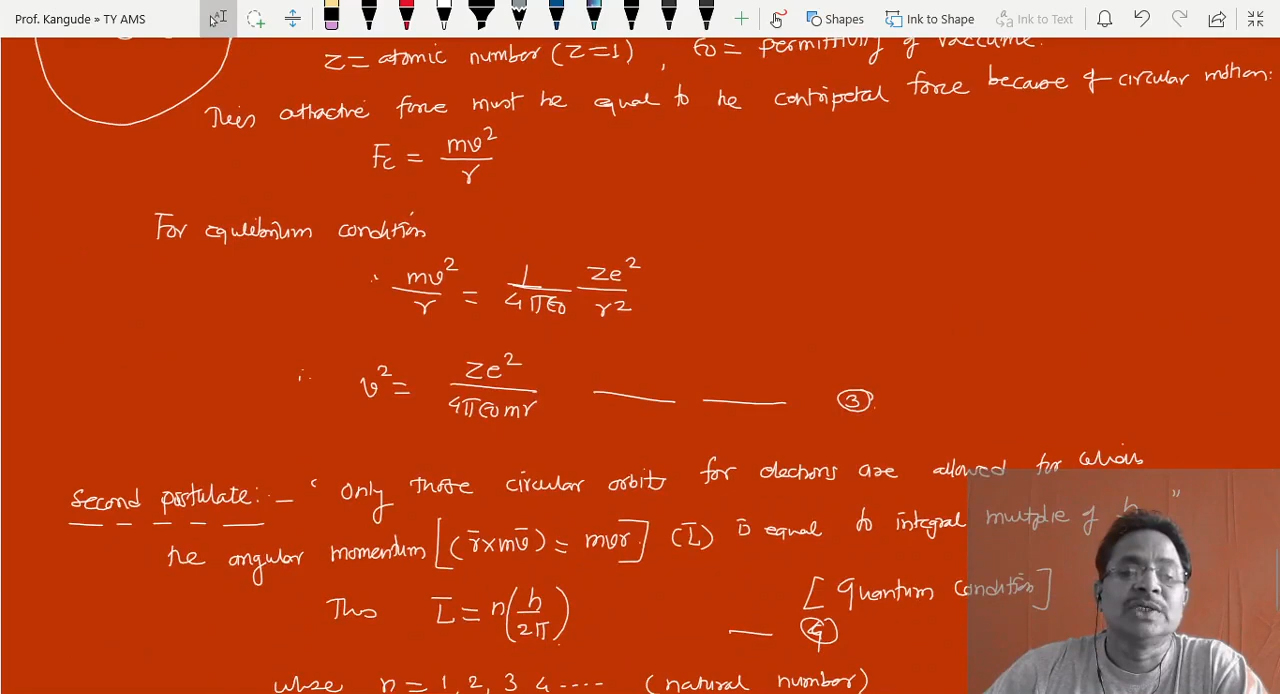 Prof. Kangude » TY AMS
Shapes
Ink to Shape
Ink to Text
Z = atomic number (Z=1) , ε0 = permittivity of vaccume.
This attractive force must be equal to he centripetal force because of circular motion:
Fc = mv²/r
For equilibrium condition
∴ mv²/r = 1/4πε0 Ze²/r2
∴ v² = Ze²/4πε0mr —— —— ③
Second postulate: – " Only those circular orbits for electrons are allowed for which
he angular momentum [(r̄×mv̄) = mvr] (L̄) is equal to integral multiple of "
[Quantum Condition]
Thus L̄ = n(h/2π) —— ④
where n = 1, 2, 3 4 ---- (natural number)